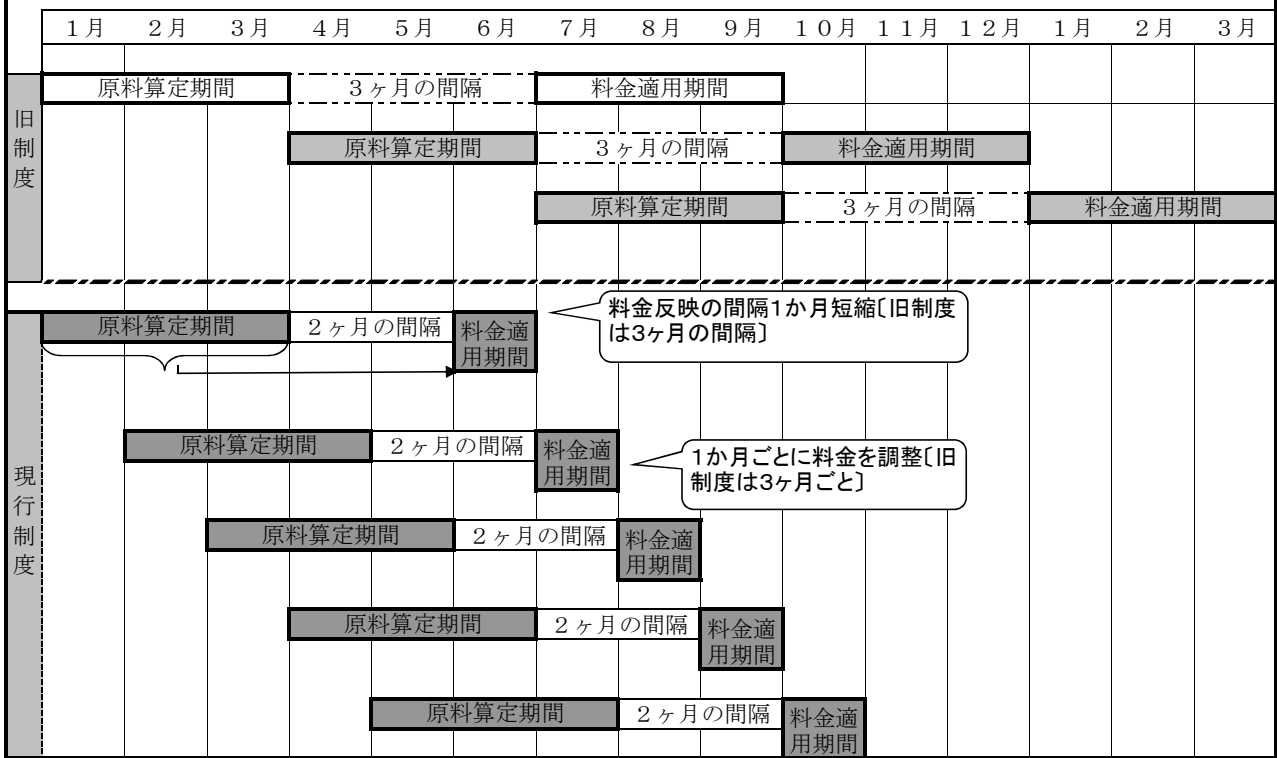 1月 2月 3月 4月 5月 6月 7月 8月 9月 10月 11月 12月 1月 2月 3月
旧制度
原料算定期間 3ヶ月の間隔 料金適用期間
原料算定期間 3ヶ月の間隔 料金適用期間
原料算定期間 3ヶ月の間隔 料金適用期間
現行制度
原料算定期間 2ヶ月の間隔 料金適
用期間
料金反映の間隔1か月短縮〔旧制度
は3ヶ月の間隔〕
原料算定期間 2ヶ月の間隔 料金適
用期間
1か月ごとに料金を調整〔旧
制度は3ヶ月ごと〕
原料算定期間 2ヶ月の間隔 料金適
用期間
原料算定期間 2ヶ月の間隔 料金適
用期間
原料算定期間 2ヶ月の間隔 料金適
用期間